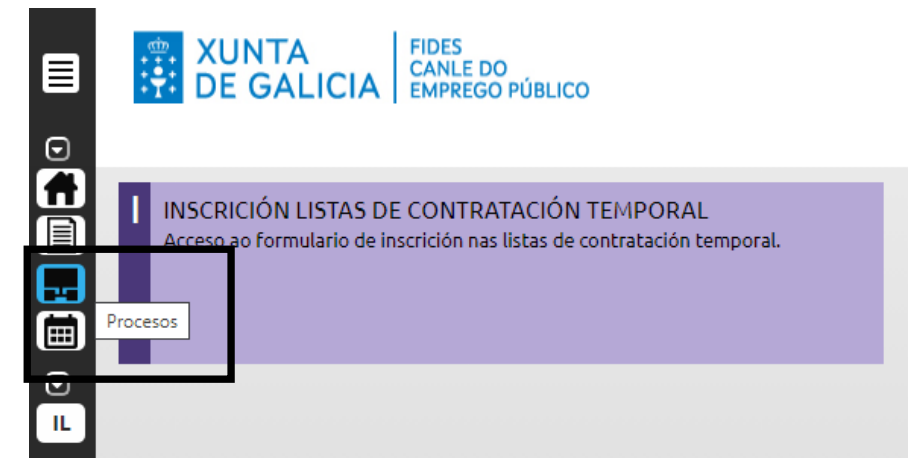 XUNTA
DE GALICIA
FIDES
CANLE DO
EMPREGO PÚBLICO
I
INSCRICIÓN LISTAS DE CONTRATACIÓN TEMPORAL
Acceso ao formulario de inscrición nas listas de contratación temporal.
Procesos
IL